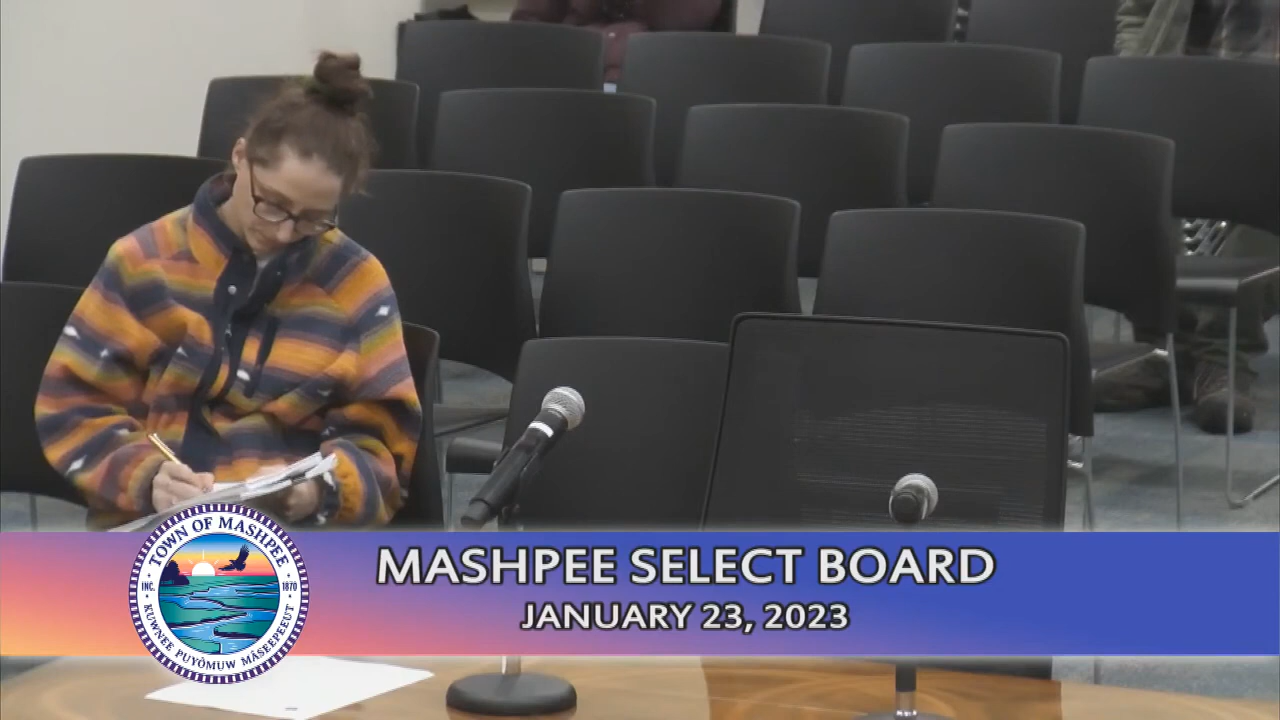 MASHPEE SELECT BOARD
JANUARY 23, 2023
TOWN OF MASHPEE
INC. 1870
KUWNEE PUYÔMUW MÂSEEPEEUT